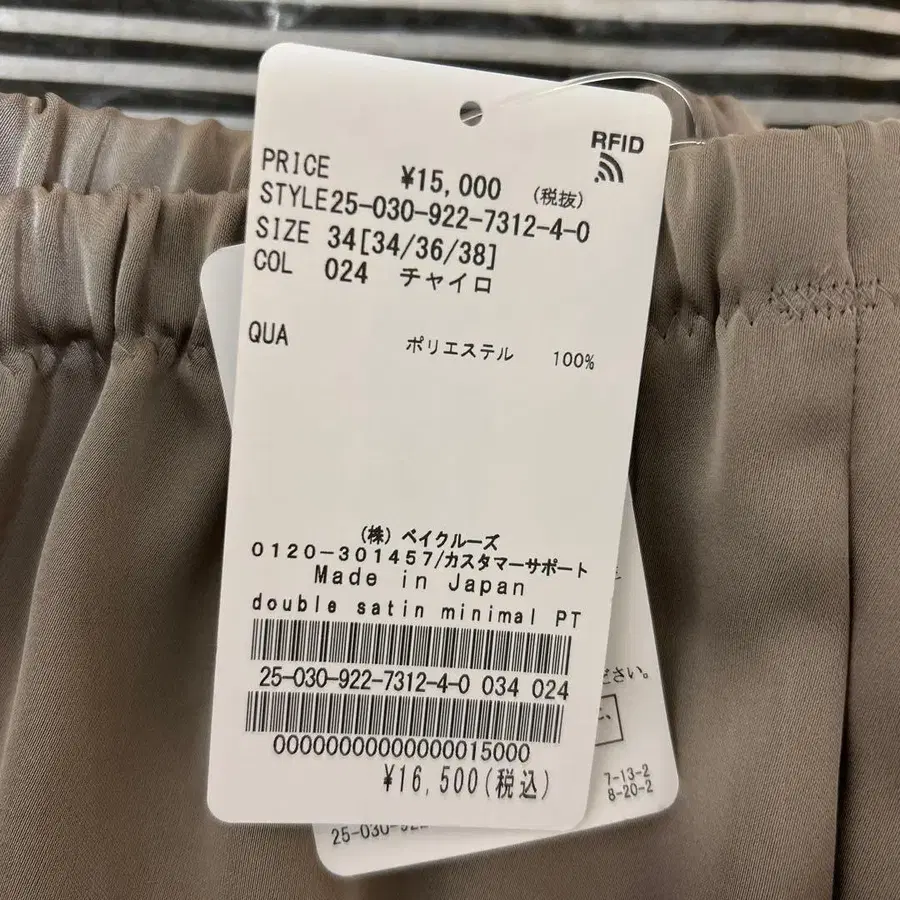 RFID
PRICE ¥15,000 (税抜)
STYLE25-030-922-7312-4-0
SIZE 34[34/36/38]
COL 024 チャイロ
QUA ポリエステル 100%
(株) ベイクルーズ
0120-301457/カスタマーサポート
Made in Japan
double satin minimal PT
25-030-922-7312-4-0 034 024
00000000000000015000
¥16,500(税込)
ださい。
7-13-2
8-20-2
25-030-922